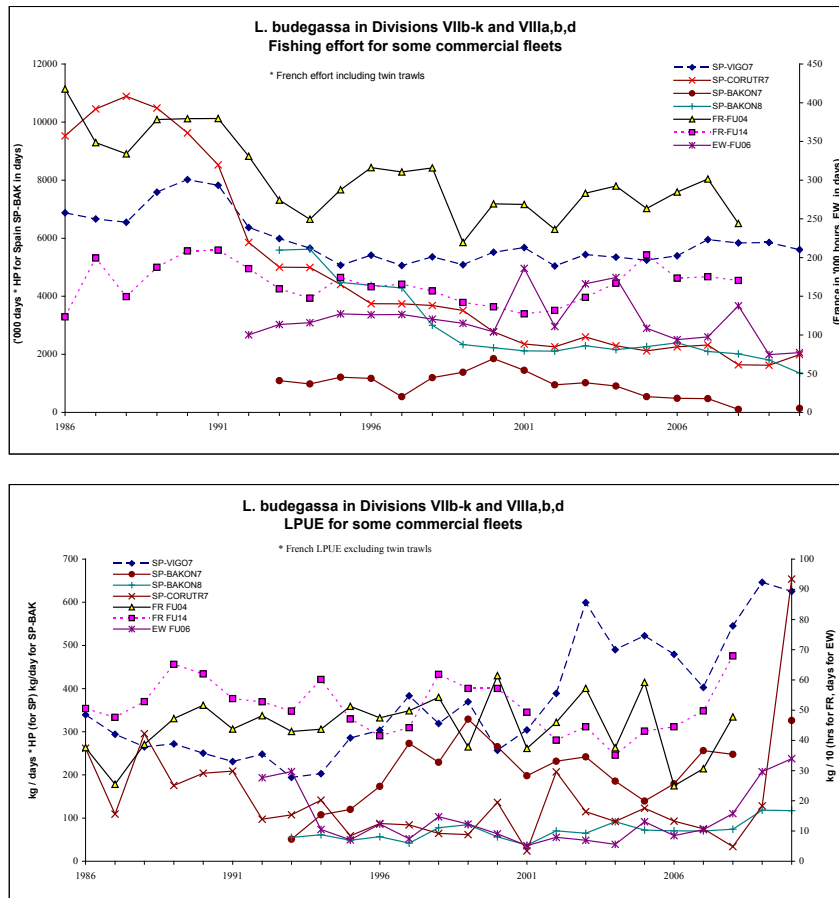 L. budegassa in Divisions VIIb-k and VIIIa,b,d
Fishing effort for some commercial fleets
* French effort including twin trawls
SP-VIGO7
SP-CORUTR7
SP-BAKON7
SP-BAKON8
FR-FU04
FR-FU14
EW-FU06
('000 days * HP for Spain SP-BAK in days)
12000
10000
8000
6000
4000
2000
0
450
400
350
300
250
200
150
100
50
0
(France in '000 hours, EW in days)
1986
1991
1996
2001
2006
L. budegassa in Divisions VIIb-k and VIIIa,b,d
LPUE for some commercial fleets
* French LPUE excluding twin trawls
SP-VIGO7
SP-BAKON7
SP-BAKON8
SP-CORUTR7
FR FU04
FR FU14
EW FU06
kg / days * HP (for SP) kg/day for SP-BAK
700
600
500
400
300
200
100
0
100
90
80
70
60
50
40
30
20
10
0
kg / 10 (hrs for FR, days for EW)
1986
1991
1996
2001
2006